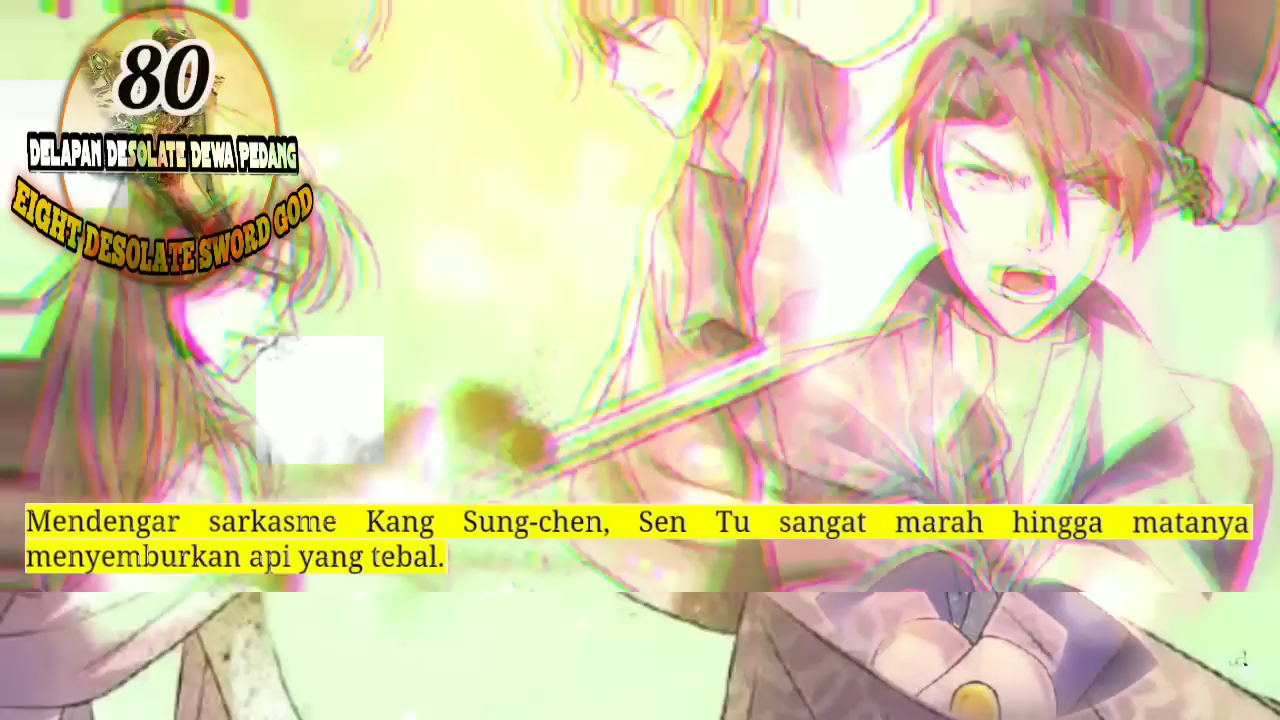 80
DELAPAN DESOLATE DEWA PEDANG
EIGHT DESOLATE SWORD GOD
Mendengar sarkasme Kang Sung-chen, Sen Tu sangat marah hingga matanya
menyemburkan api yang tebal.